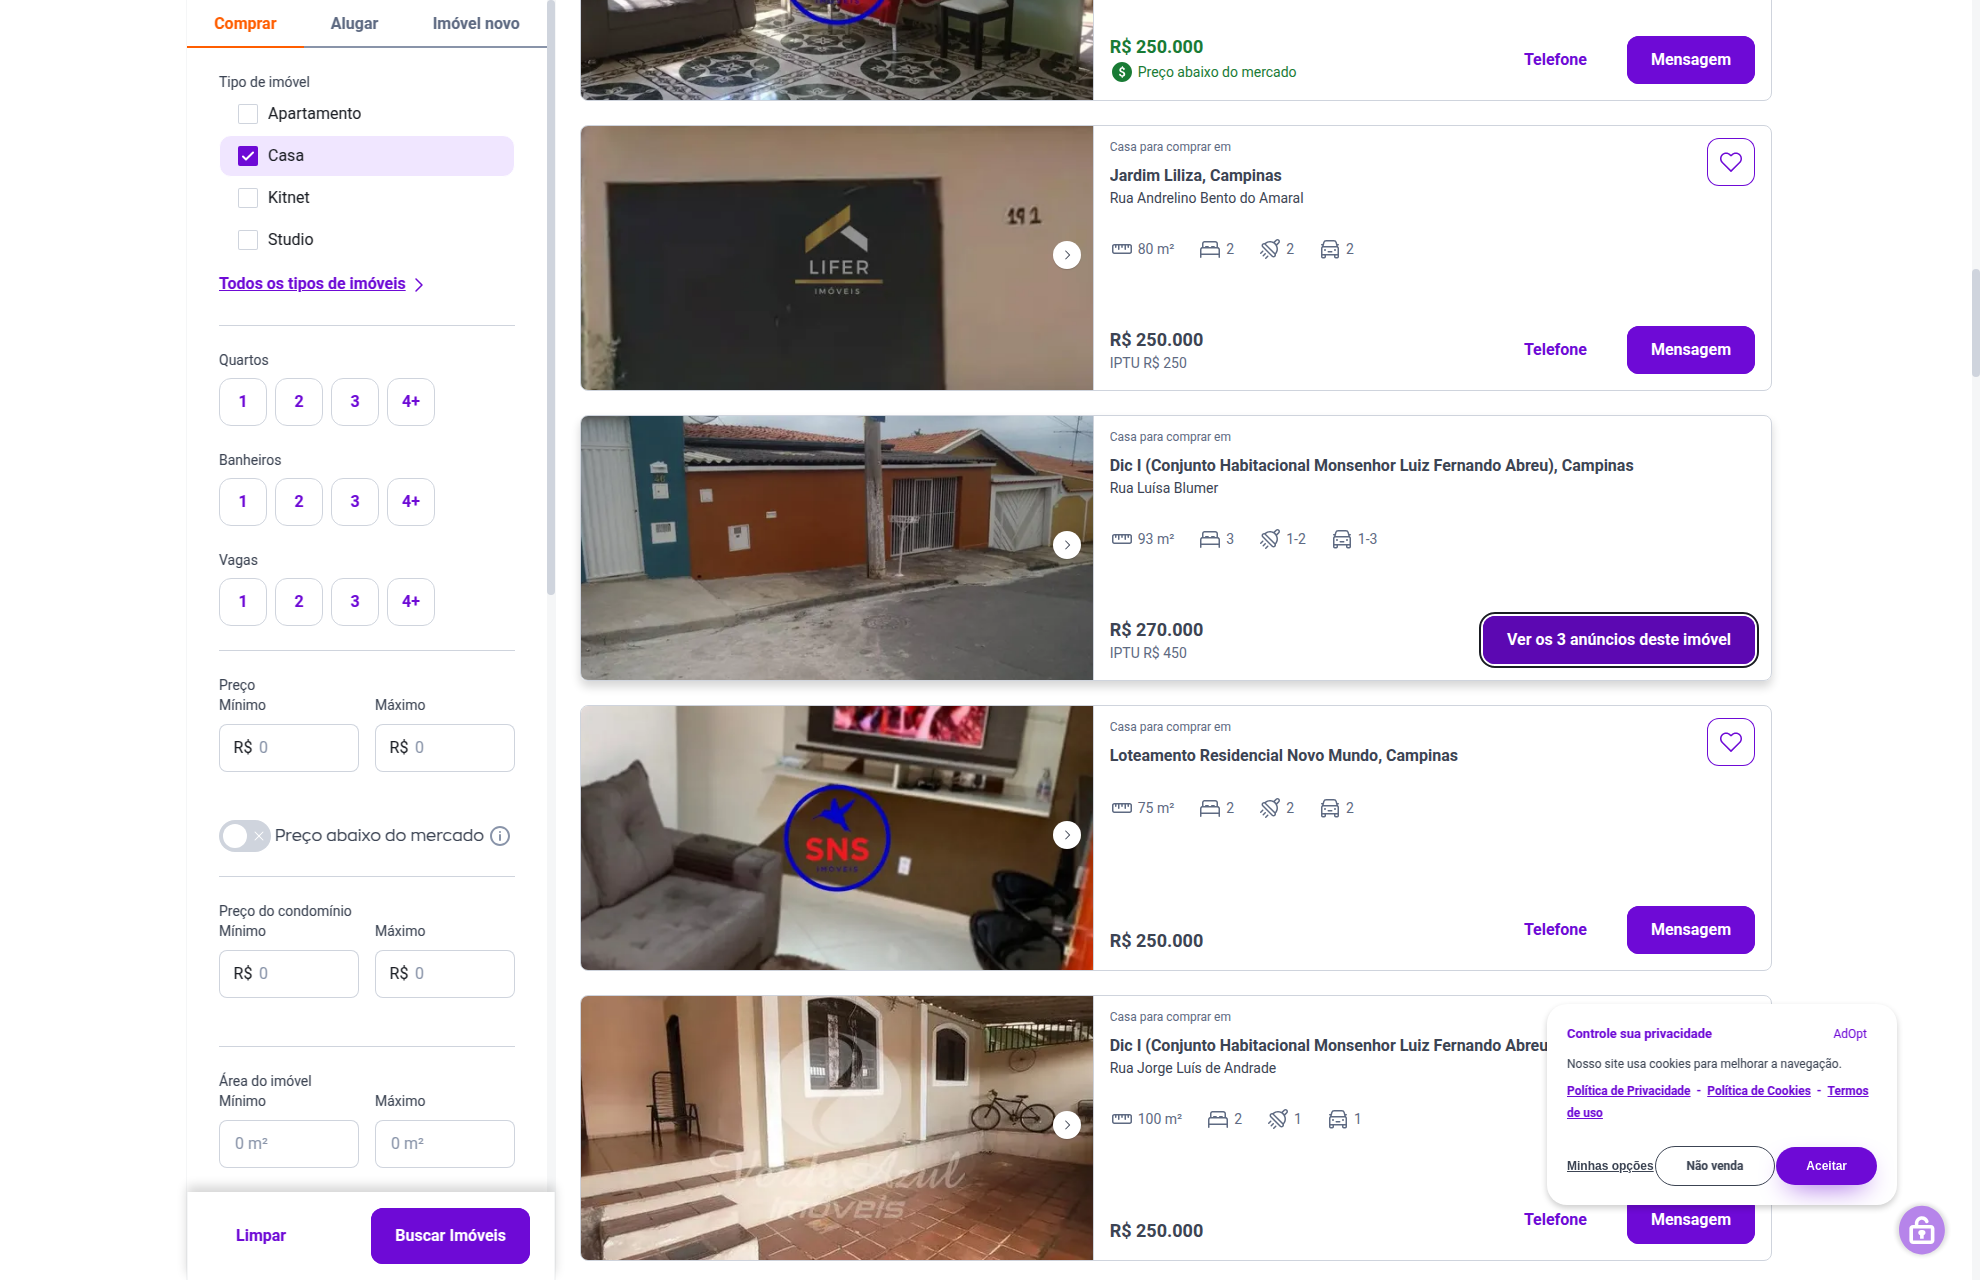 Comprar
Alugar
Imóvel novo
Tipo de imóvel
Apartamento
Casa
Kitnet
Studio
Todos os tipos de imóveis
Quartos
1
2
3
4+
Banheiros
1
2
3
4+
Vagas
1
2
3
4+
Preço
Mínimo
Máximo
R$ 0
R$ 0
Preço abaixo do mercado
Preço do condomínio
Mínimo
Máximo
R$ 0
R$ 0
Área do imóvel
Mínimo
Máximo
0 m²
0 m²
Limpar
Buscar Imóveis
R$ 250.000
Preço abaixo do mercado
Telefone
Mensagem
191
LIFER
IMÓVEIS
Casa para comprar em
Jardim Liliza, Campinas
Rua Andrelino Bento do Amaral
80 m²
2
2
2
R$ 250.000
IPTU R$ 250
Telefone
Mensagem
Casa para comprar em
Dic I (Conjunto Habitacional Monsenhor Luiz Fernando Abreu), Campinas
Rua Luísa Blumer
93 m²
3
1-2
1-3
R$ 270.000
IPTU R$ 450
Ver os 3 anúncios deste imóvel
SNS
IMÓVEIS
Casa para comprar em
Loteamento Residencial Novo Mundo, Campinas
75 m²
2
2
2
R$ 250.000
Telefone
Mensagem
Verde Azul
imóveis
Casa para comprar em
Dic I (Conjunto Habitacional Monsenhor Luiz Fernando Abreu
Rua Jorge Luís de Andrade
100 m²
2
1
1
R$ 250.000
Telefone
Mensagem
Controle sua privacidade
AdOpt
Nosso site usa cookies para melhorar a navegação.
Política de Privacidade - Política de Cookies - Termos
de uso
Minhas opções
Não venda
Aceitar